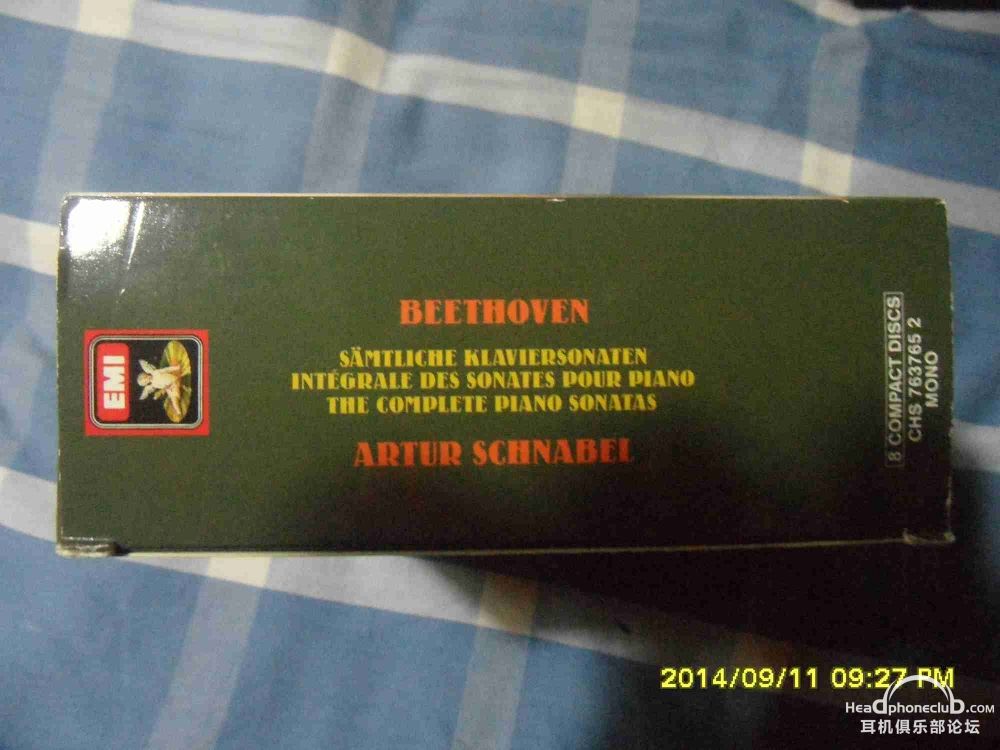 EMI
BEETHOVEN
SÄMTLICHE KLAVIERSONATEN
INTÉGRALE DES SONATES POUR PIANO
THE COMPLETE PIANO SONATAS
ARTUR SCHNABEL
8 COMPACT DISCS
CHS 763765 2
MONO
2014/09/11 09:27 PM
Headphoneclub.com
耳机俱乐部论坛